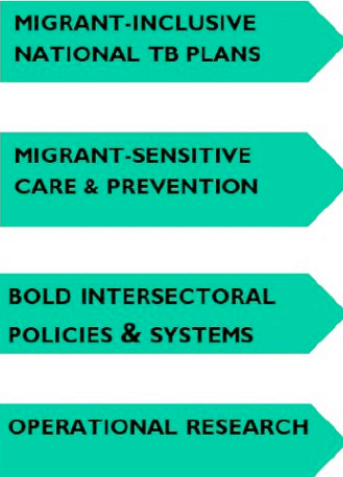 MIGRANT-INCLUSIVE
NATIONAL TB PLANS
MIGRANT-SENSITIVE
CARE & PREVENTION
BOLD INTERSECTORAL
POLICIES & SYSTEMS
OPERATIONAL RESEARCH